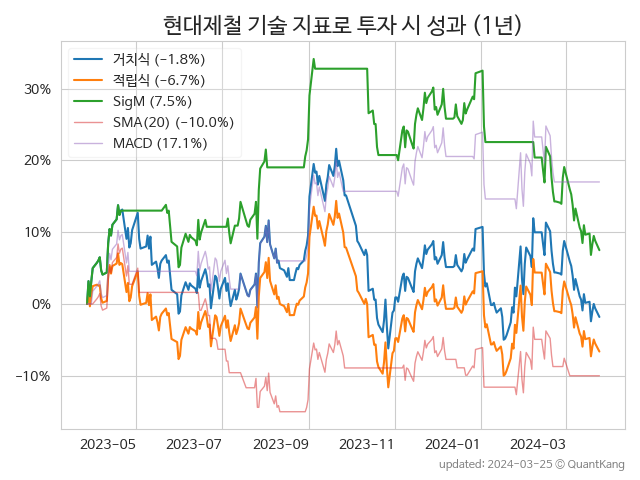 현대제철 기술 지표로 투자 시 성과 (1년)
거치식 (−1.8%)
적립식 (−6.7%)
SigM (7.5%)
SMA(20) (−10.0%)
MACD (17.1%)
30%
20%
10%
0%
−10%
2023-05 2023-07 2023-09 2023-11 2024-01 2024-03
updated: 2024-03-25 © QuantKang